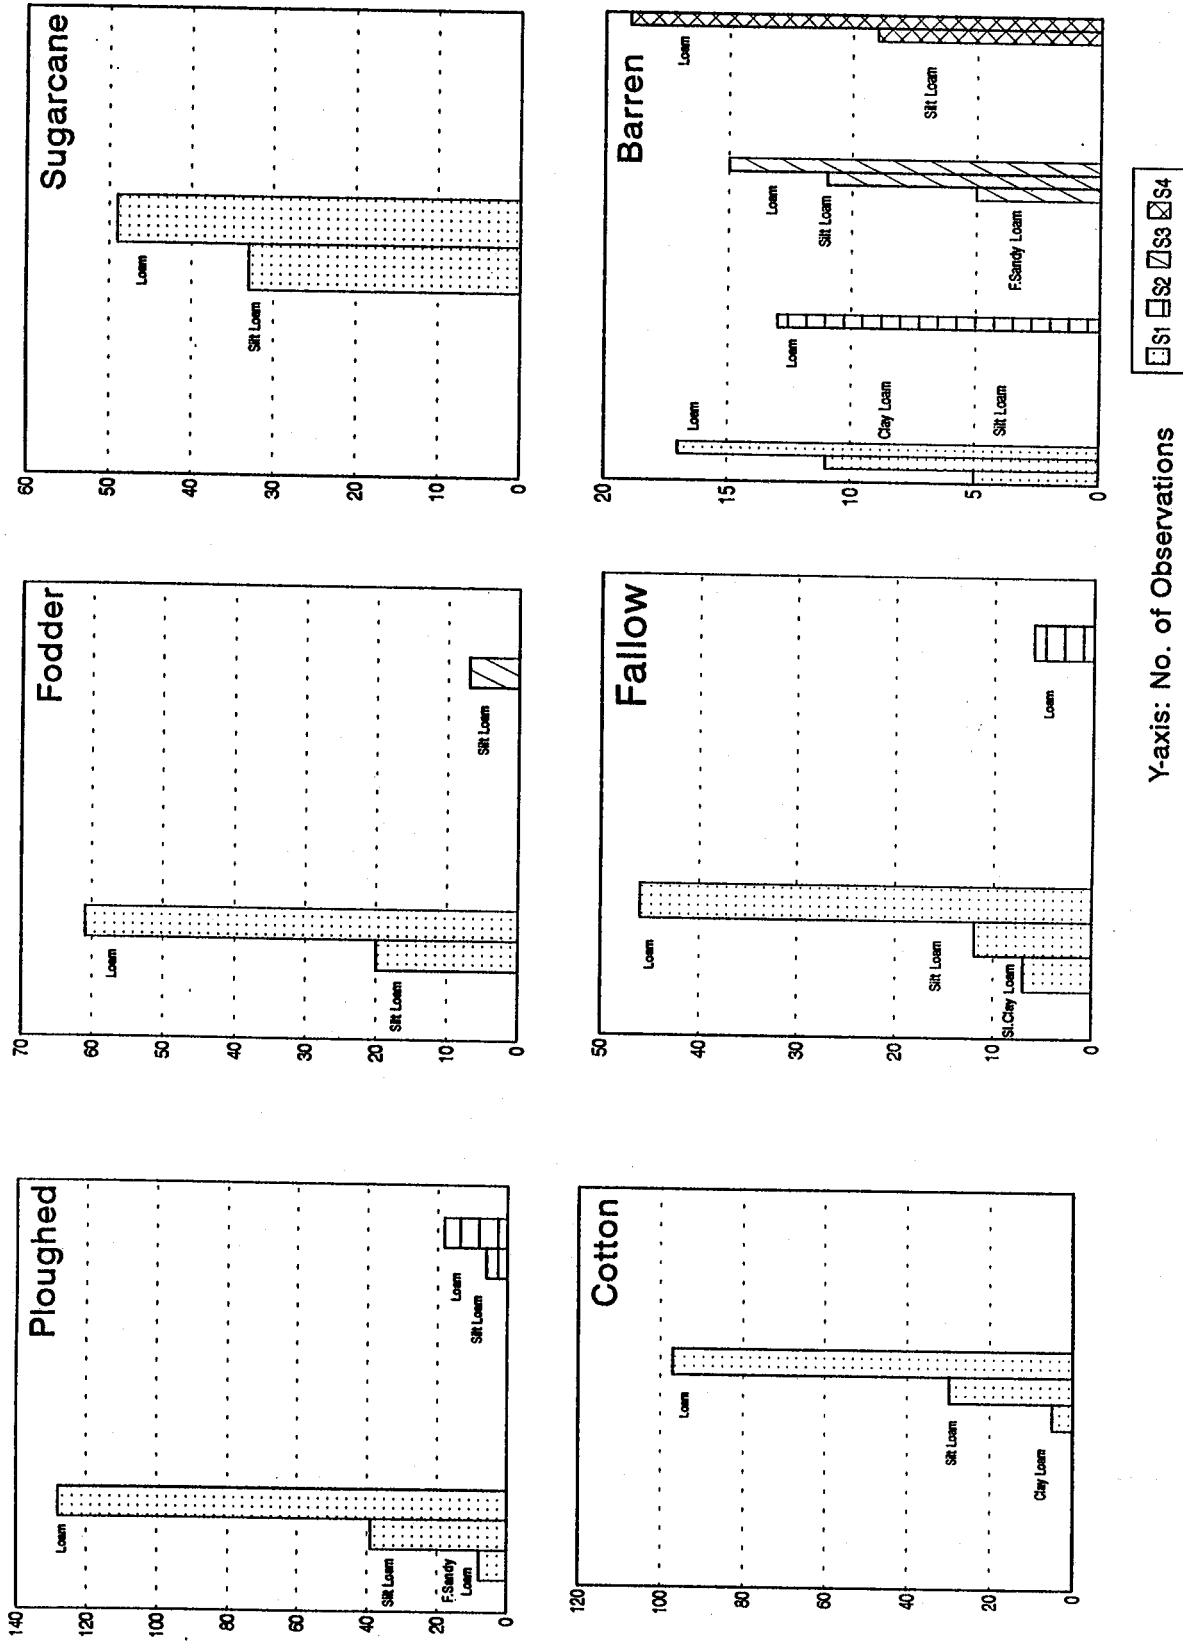 Ploughed
140
120
100
80
60
40
20
0
Loam
Silt Loam
F.Sandy
Loam
Loam
Silt Loam
Fodder
70
60
50
40
30
20
10
0
Loam
Silt Loam
Silt Loam
Sugarcane
60
50
40
30
20
10
0
Loam
Silt Loam
Cotton
120
100
80
60
40
20
0
Loam
Silt Loam
Clay Loam
Fallow
50
40
30
20
10
0
Loam
Silt Loam
Sl.Clay Loam
Loam
Barren
20
15
10
5
0
Loam
Clay Loam
Silt Loam
Loam
Loam
Silt Loam
F.Sandy Loam
Loam
Silt Loam
Y-axis: No. of Observations
S1 S2 S3 S4